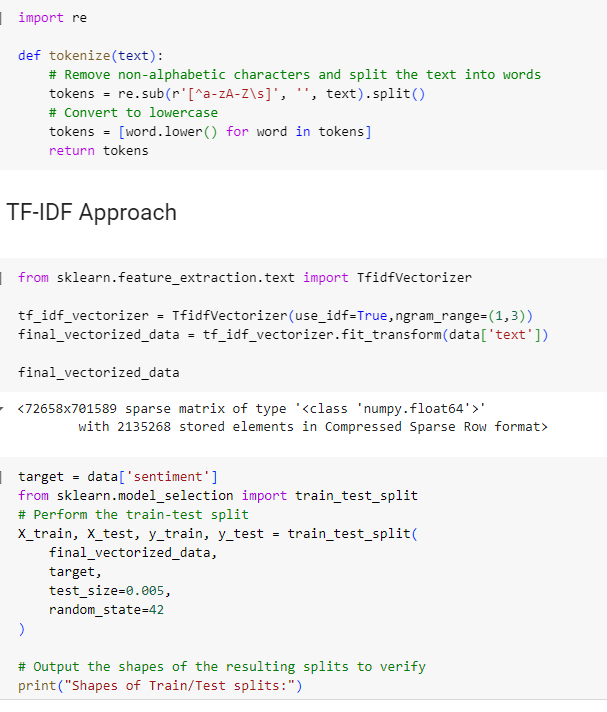 import re
def tokenize(text):
# Remove non-alphabetic characters and split the text into words
tokens = re.sub(r'[^a-zA-Z\s]', '', text).split()
# Convert to lowercase
tokens = [word.lower() for word in tokens]
return tokens
TF-IDF Approach
from sklearn.feature_extraction.text import TfidfVectorizer
tf_idf_vectorizer = TfidfVectorizer(use_idf=True,ngram_range=(1,3))
final_vectorized_data = tf_idf_vectorizer.fit_transform(data['text'])
final_vectorized_data
<72658x701589 sparse matrix of type '<class 'numpy.float64'>'
with 2135268 stored elements in Compressed Sparse Row format>
target = data['sentiment']
from sklearn.model_selection import train_test_split
# Perform the train-test split
X_train, X_test, y_train, y_test = train_test_split(
final_vectorized_data,
target,
test_size=0.005,
random_state=42
)
# Output the shapes of the resulting splits to verify
print("Shapes of Train/Test splits:")